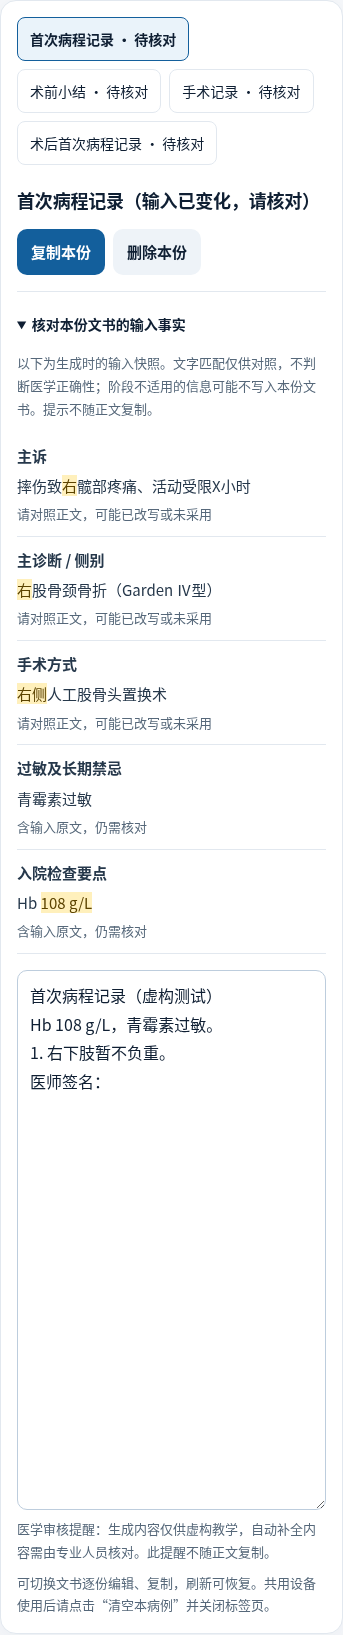 首次病程记录 · 待核对
术前小结 · 待核对
手术记录 · 待核对
术后首次病程记录 · 待核对
首次病程记录（输入已变化，请核对）
复制本份
删除本份
▼ 核对本份文书的输入事实
以下为生成时的输入快照。文字匹配仅供对照，不判
断医学正确性；阶段不适用的信息可能不写入本份文
书。提示不随正文复制。
主诉
摔伤致右髋部疼痛、活动受限X小时
请对照正文，可能已改写或未采用
主诊断 / 侧别
右股骨颈骨折（Garden Ⅳ型）
请对照正文，可能已改写或未采用
手术方式
右侧人工股骨头置换术
请对照正文，可能已改写或未采用
过敏及长期禁忌
青霉素过敏
含输入原文，仍需核对
入院检查要点
Hb 108 g/L
含输入原文，仍需核对
首次病程记录（虚构测试）
Hb 108 g/L，青霉素过敏。
1. 右下肢暂不负重。
医师签名：
医学审核提醒：生成内容仅供虚构教学，自动补全内
容需由专业人员核对。此提醒不随正文复制。
可切换文书逐份编辑、复制，刷新可恢复。共用设备
使用后请点击“清空本病例”并关闭标签页。